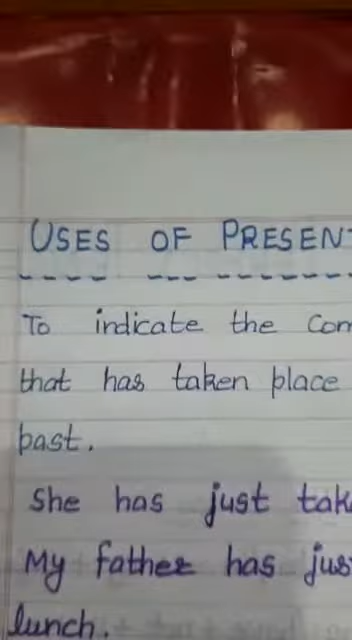 USES OF PRESEN
To indicate the Com
that has taken place
past.
She has just tak
My father has jus
lunch.